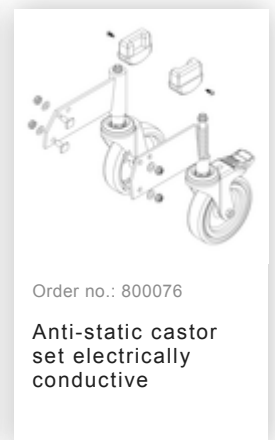 Order no.: 800076
Anti-static castor
set electrically
conductive